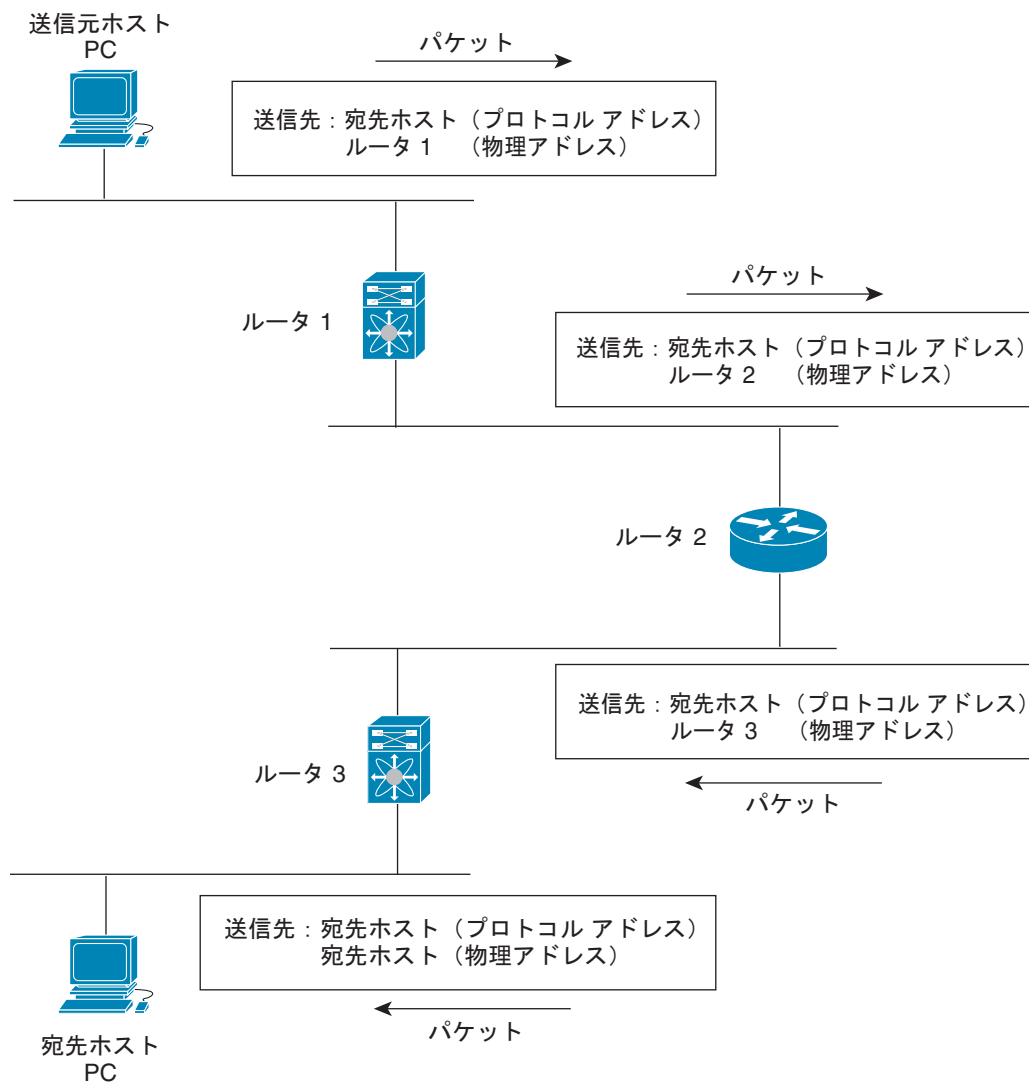 送信元ホスト
PC
パケット
送信先：宛先ホスト（プロトコル アドレス）
ルータ 1 （物理アドレス）
ルータ 1
パケット
送信先：宛先ホスト（プロトコル アドレス）
ルータ 2 （物理アドレス）
ルータ 2
送信先：宛先ホスト（プロトコル アドレス）
ルータ 3 （物理アドレス）
ルータ 3
パケット
送信先：宛先ホスト（プロトコル アドレス）
宛先ホスト（物理アドレス）
パケット
宛先ホスト
PC